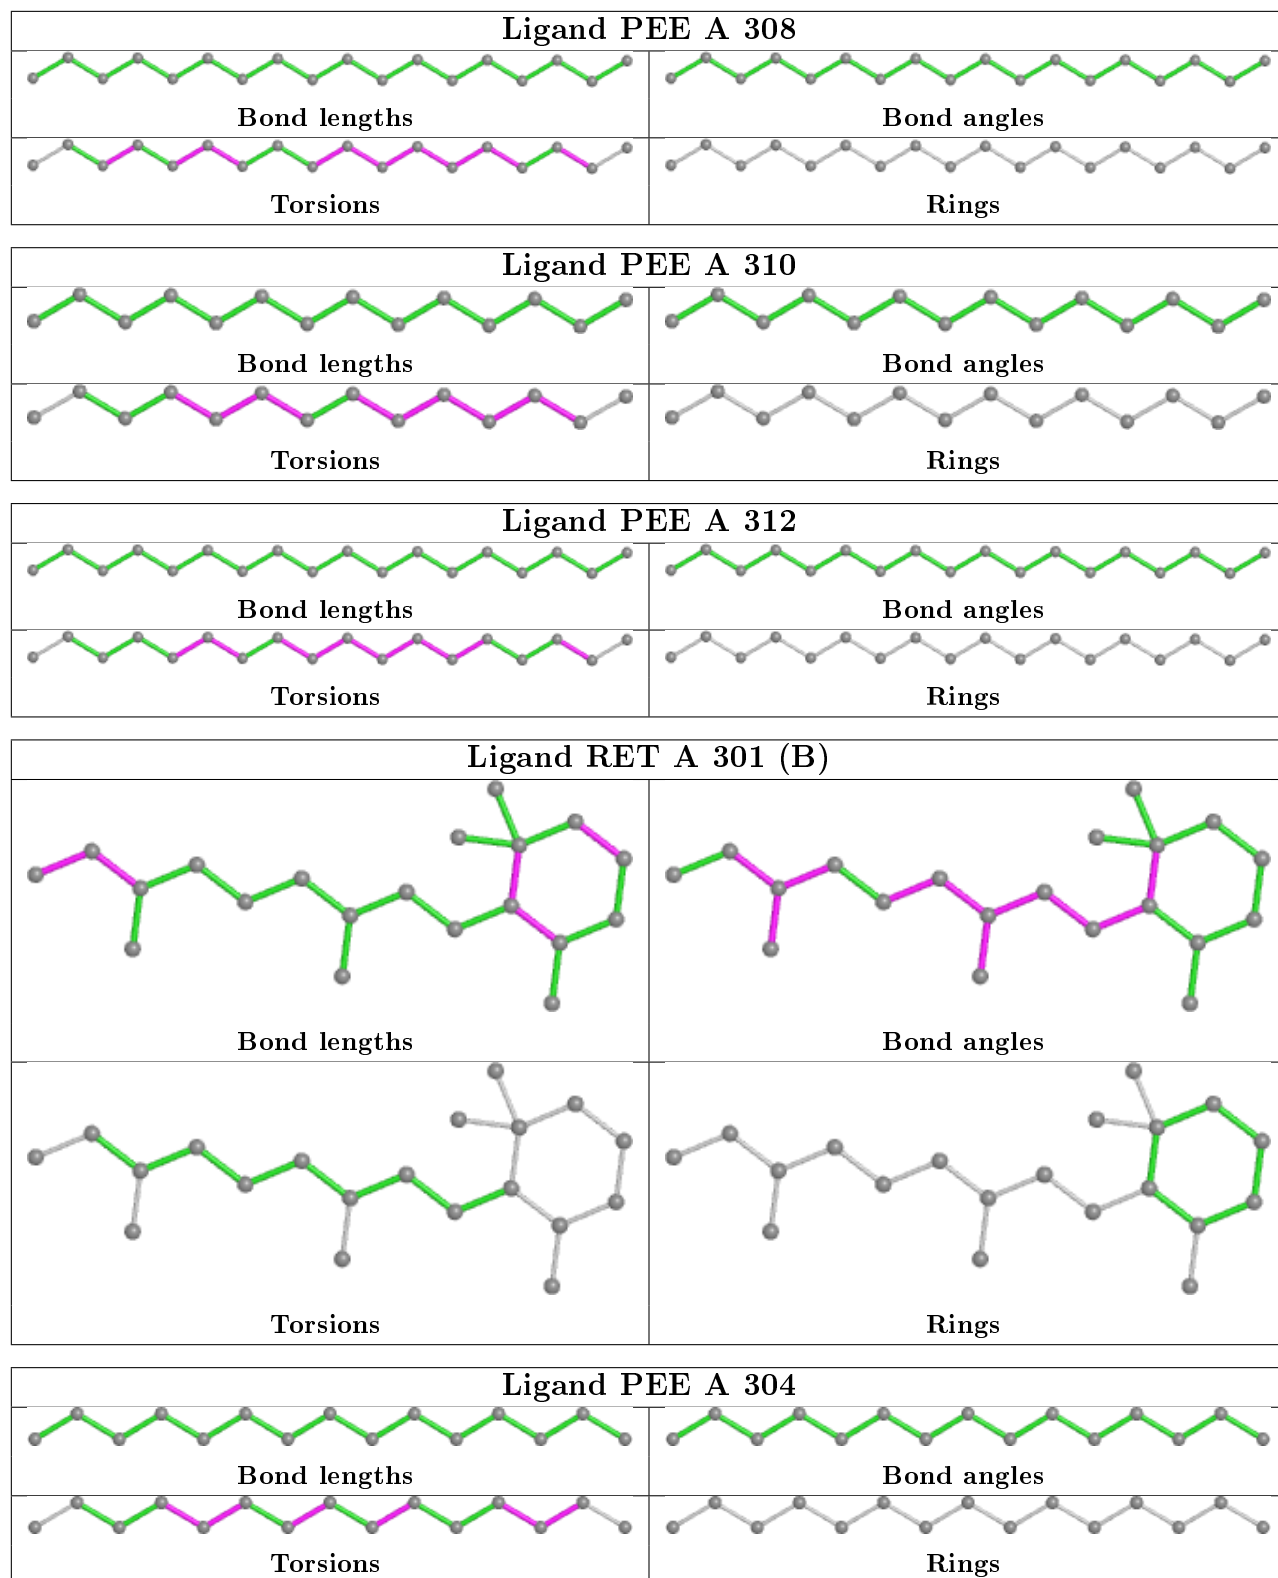 Ligand PEE A 308
Bond lengths
Bond angles
Torsions
Rings
Ligand PEE A 310
Bond lengths
Bond angles
Torsions
Rings
Ligand PEE A 312
Bond lengths
Bond angles
Torsions
Rings
Ligand RET A 301 (B)
Bond lengths
Bond angles
Torsions
Rings
Ligand PEE A 304
Bond lengths
Bond angles
Torsions
Rings